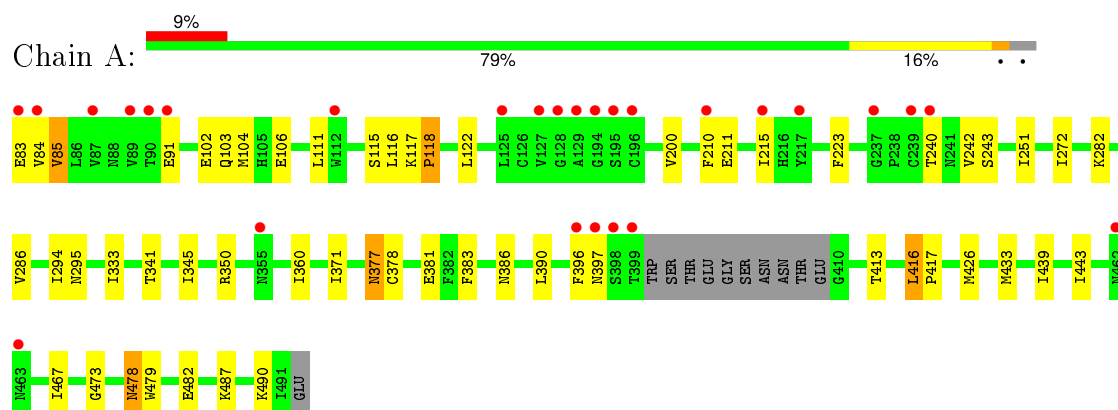 9%
Chain A:
79% 16% • •
E83 V84 V85 L86 V87 N88 V89 T90 E91 E102 Q103 M104 H105 E106 L111 W112 S115 L116 K117 P118 L122 L125 C126 V127 G128 A129 G194 S195 C196 V200 F210 E211 I215 H216 V217 F223 G237 P238 C239 T240 N241 V242 S243 I251 I272 K282
V286 I294 N295 I333 T341 I345 R350 N355 I360 I371 N377 C378 E381 F382 F383 N386 L390 F396 N397 S398 T399 TRP SER THR GLU GLY SER ASN ASN THR GLU G410 T413 L416 P417 M426 M433 I439 I443 N462
N463 I467 G473 N478 W479 E482 K487 K490 I491 GLU